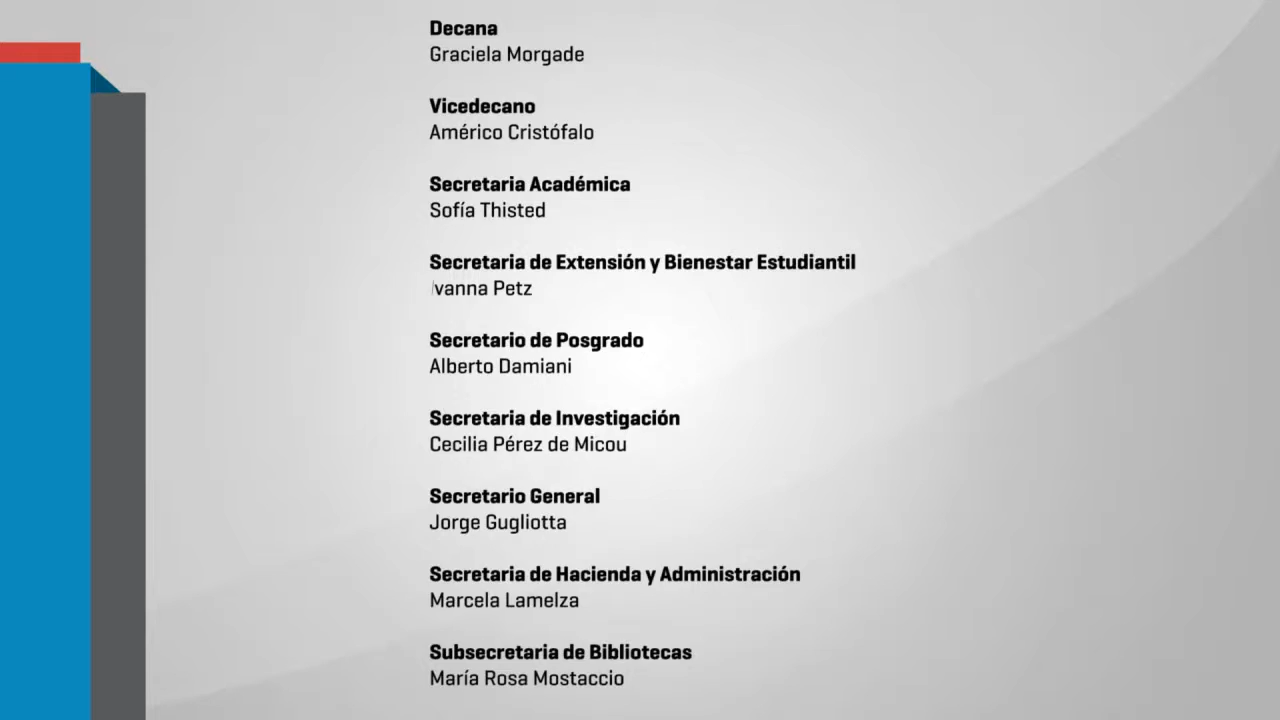 Decana
Graciela Morgade
Vicedecano
Américo Cristófalo
Secretaria Académica
Sofía Thisted
Secretaria de Extensión y Bienestar Estudiantil
Ivanna Petz
Secretario de Posgrado
Alberto Damiani
Secretaria de Investigación
Cecilia Pérez de Micou
Secretario General
Jorge Gugliotta
Secretaria de Hacienda y Administración
Marcela Lamelza
Subsecretaria de Bibliotecas
María Rosa Mostaccio